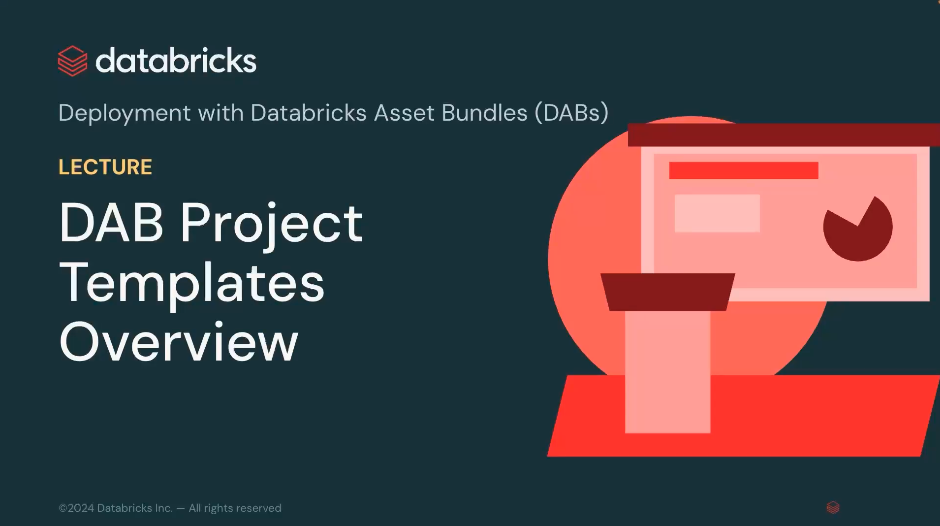 databricks
Deployment with Databricks Asset Bundles (DABs)
LECTURE
DAB Project
Templates
Overview
©2024 Databricks Inc. — All rights reserved